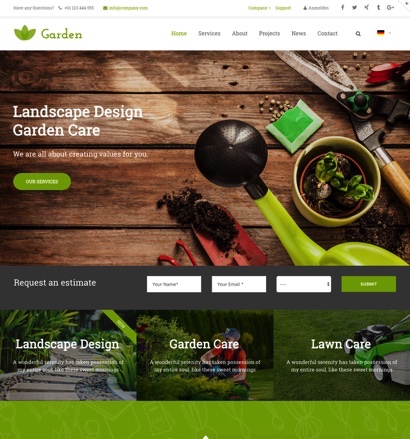 Have any Questions? +01 123 444 555 info@company.com Company Support Anmelden
Garden
Home Services About Projects News Contact
Landscape Design
Garden Care
We are all about creating values for you.
OUR SERVICES
Request an estimate
Your Name* Your Email * ---- SUBMIT
Landscape Design Garden Care Lawn Care
A wonderful serenity has taken possession of my entire soul, like these sweet mornings
A wonderful serenity has taken possession of my entire soul, like these sweet mornings
A wonderful serenity has taken possession of my entire soul, like these sweet mornings